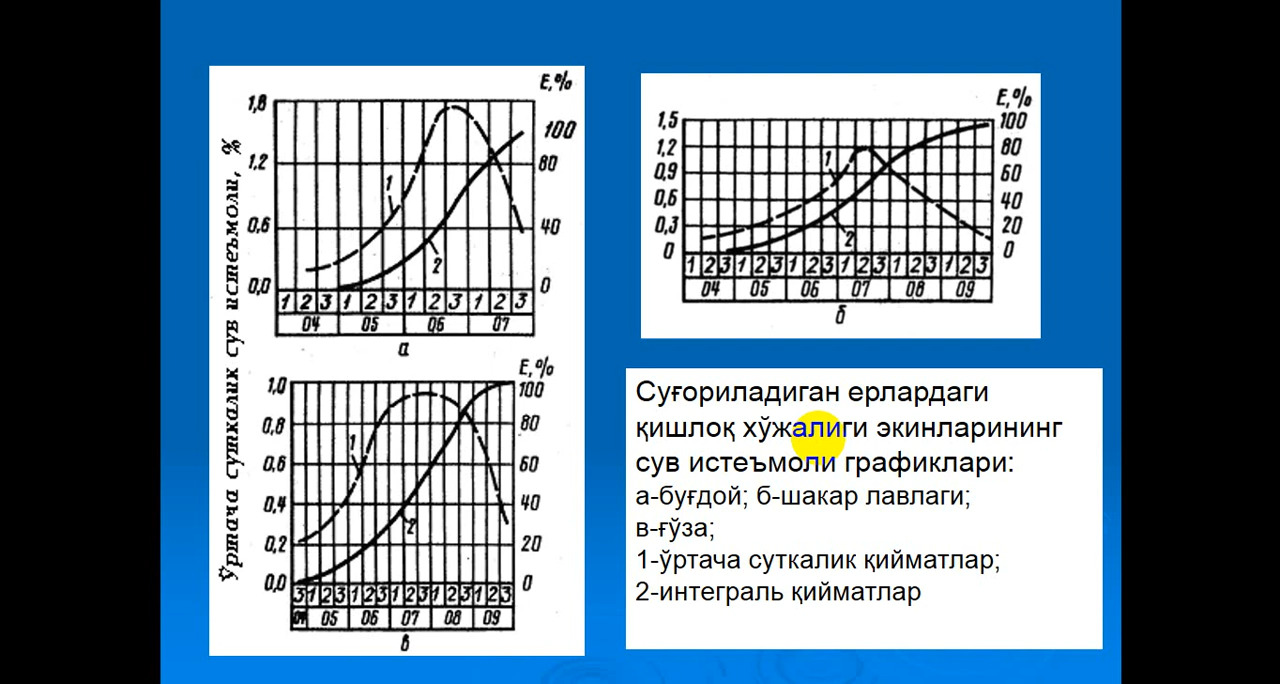 Ўртача суткалик сув истеъмоли, %
E,%
1,8
1,2
0,6
0,0
100
80
40
0
1
2
1 2 3 1 2 3 1 2 3 1 2 3
04 05 06 07
а
E,%
1,0
0,8
0,6
0,4
0,2
0,0
100
80
60
40
20
0
1
2
3 1 2 3 1 2 3 1 2 3 1 2 3 1 2 3
04 05 06 07 08 09
в
E,%
1,5
1,2
0,9
0,6
0,3
0
100
80
60
40
20
0
1
2
1 2 3 1 2 3 1 2 3 1 2 3 1 2 3 1 2 3
04 05 06 07 08 09
б
Суғориладиган ерлардаги
қишлоқ хўжалиги экинларининг
сув истеъмоли графиклари:
а-буғдой; б-шакар лавлаги;
в-ғўза;
1-ўртача суткалик қийматлар;
2-интеграль қийматлар